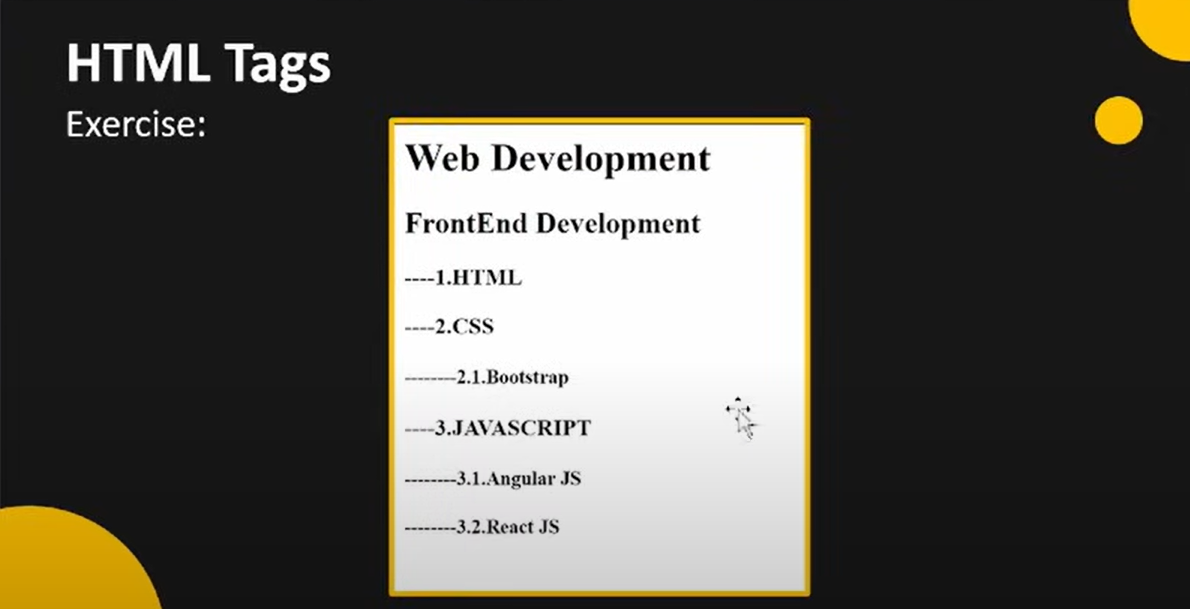 HTML Tags
Exercise:
Web Development
FrontEnd Development
----1.HTML
----2.CSS
--------2.1.Bootstrap
----3.JAVASCRIPT
--------3.1.Angular JS
--------3.2.React JS